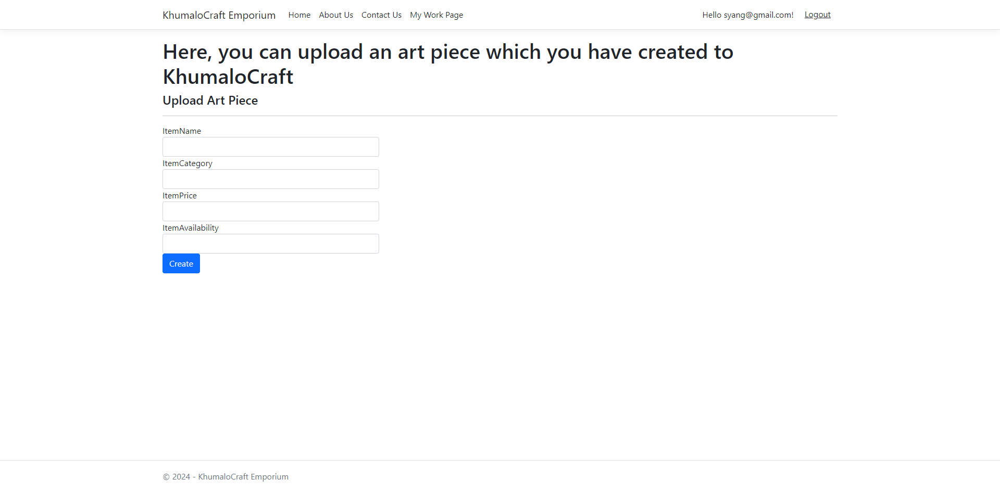 KhumaloCraft Emporium Home About Us Contact Us My Work Page Hello syang@gmail.com! Logout
Here, you can upload an art piece which you have created to
KhumaloCraft
Upload Art Piece
ItemName
ItemCategory
ItemPrice
ItemAvailability
Create
© 2024 - KhumaloCraft Emporium